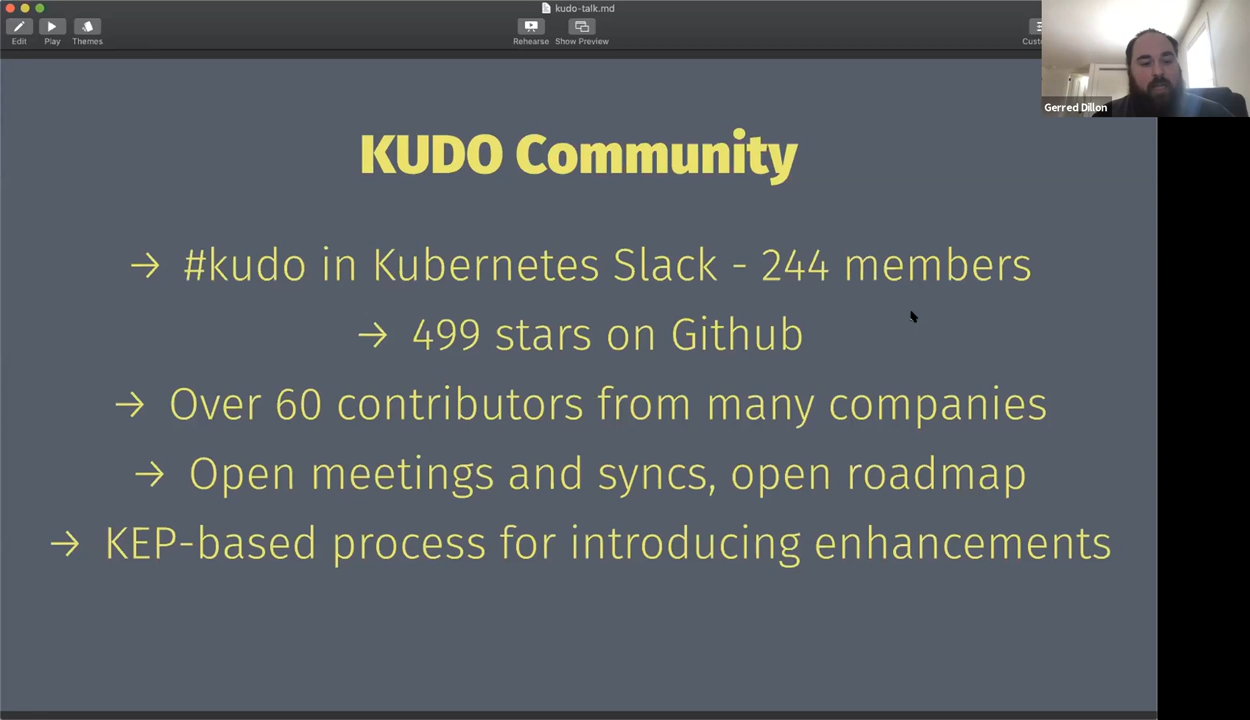 kudo-talk.md
Edit
Play
Themes
Rehearse
Show Preview
Gerred Dillon
KUDO Community
→ #kudo in Kubernetes Slack - 244 members
→ 499 stars on Github
→ Over 60 contributors from many companies
→ Open meetings and syncs, open roadmap
→ KEP-based process for introducing enhancements